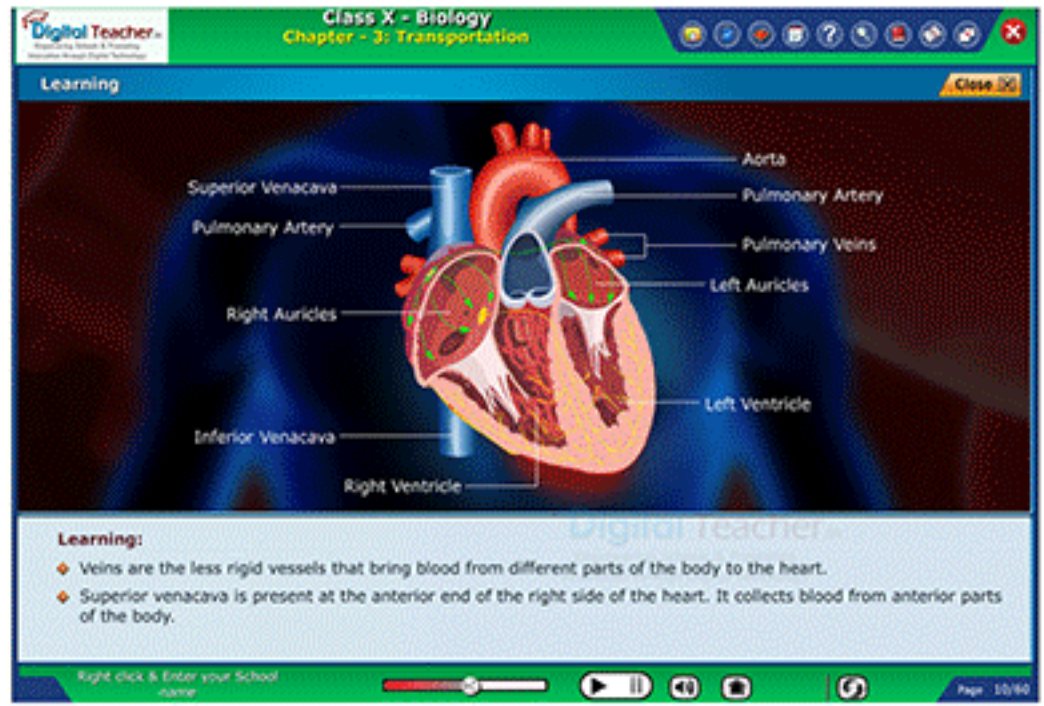 Digital Teacher
Class X - Biology
Chapter - 3: Transportation
Learning
Close
Aorta
Superior Venacava
Pulmonary Artery
Pulmonary Artery
Pulmonary Veins
Left Auricles
Right Auricles
Left Ventricle
Inferior Venacava
Right Ventricle
Digital Teacher
Learning:
Veins are the less rigid vessels that bring blood from different parts of the body to the heart.
Superior venacava is present at the anterior end of the right side of the heart. It collects blood from anterior parts
of the body.
Right click & Enter your School
name
Page 10/60